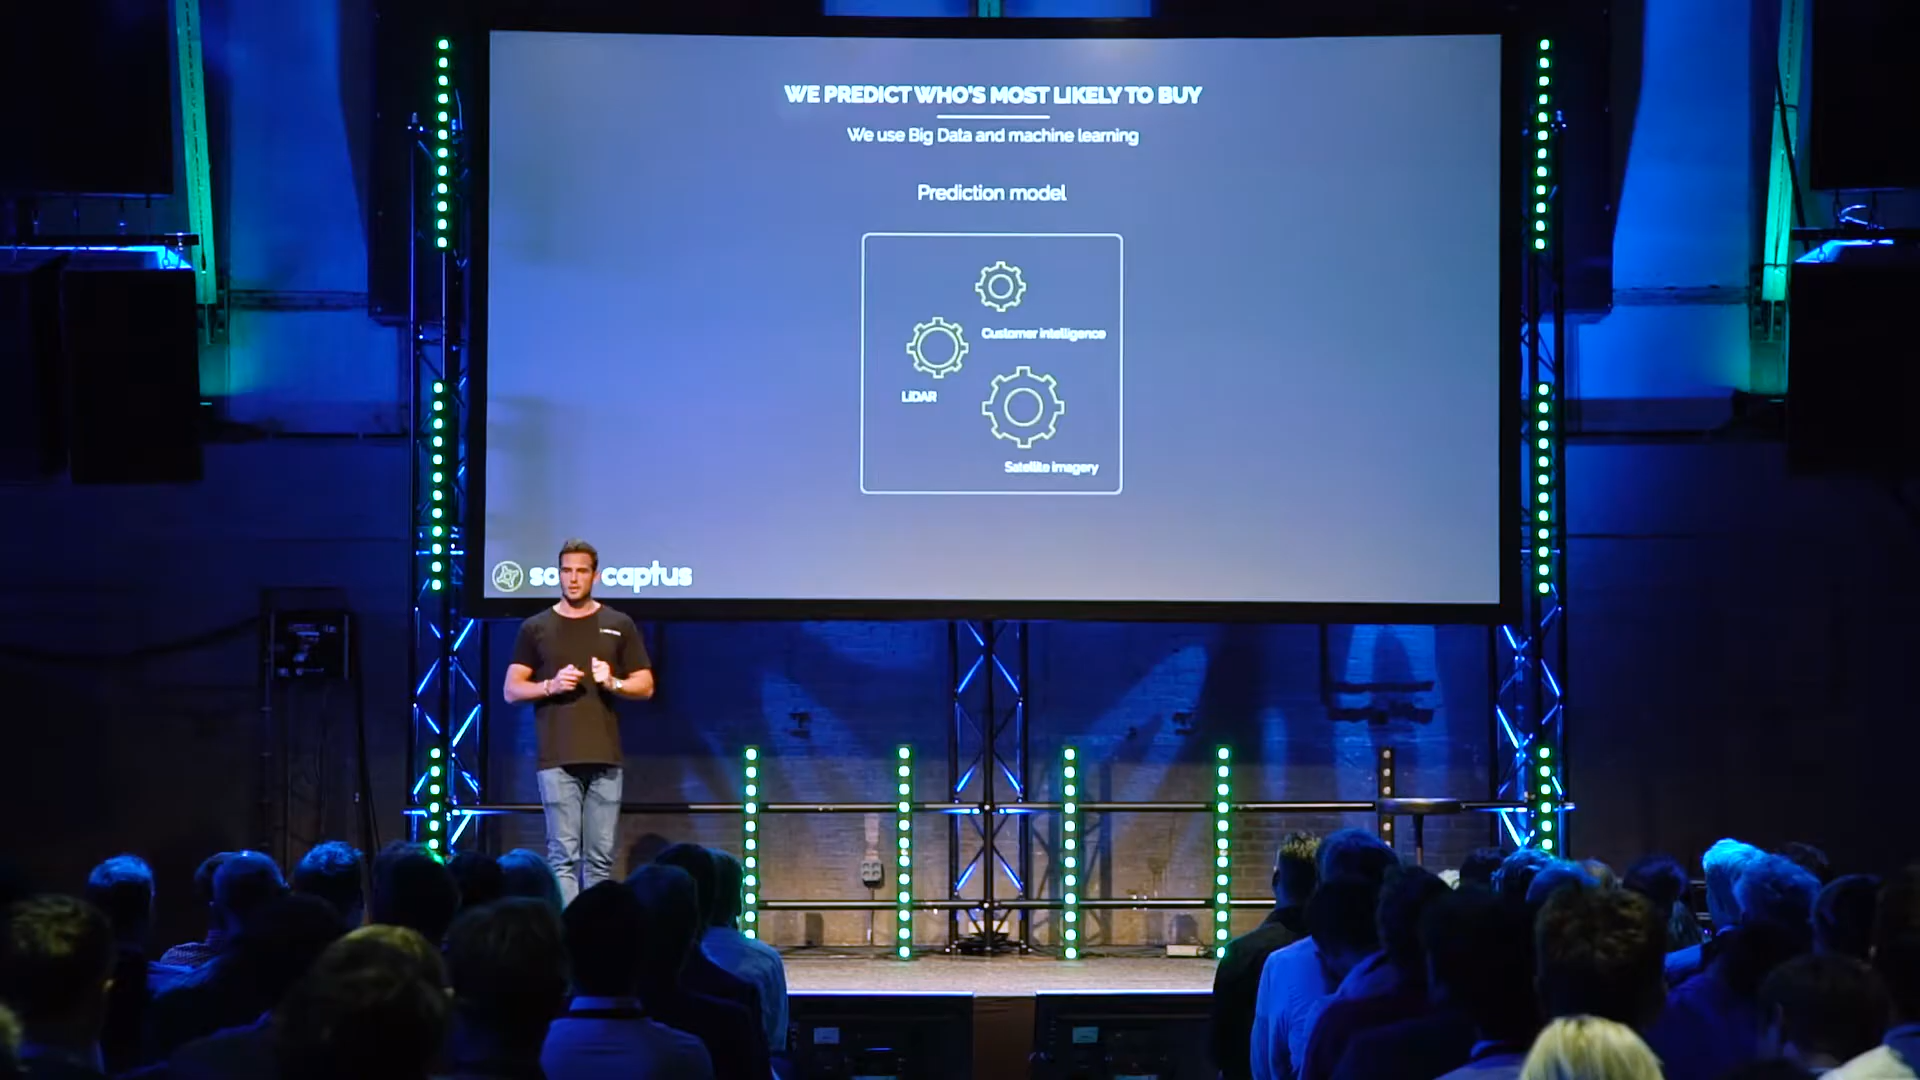 WE PREDICT WHO'S MOST LIKELY TO BUY
We use Big Data and machine learning
Prediction model
Customer intelligence
LiDAR
Satellite imagery
captus